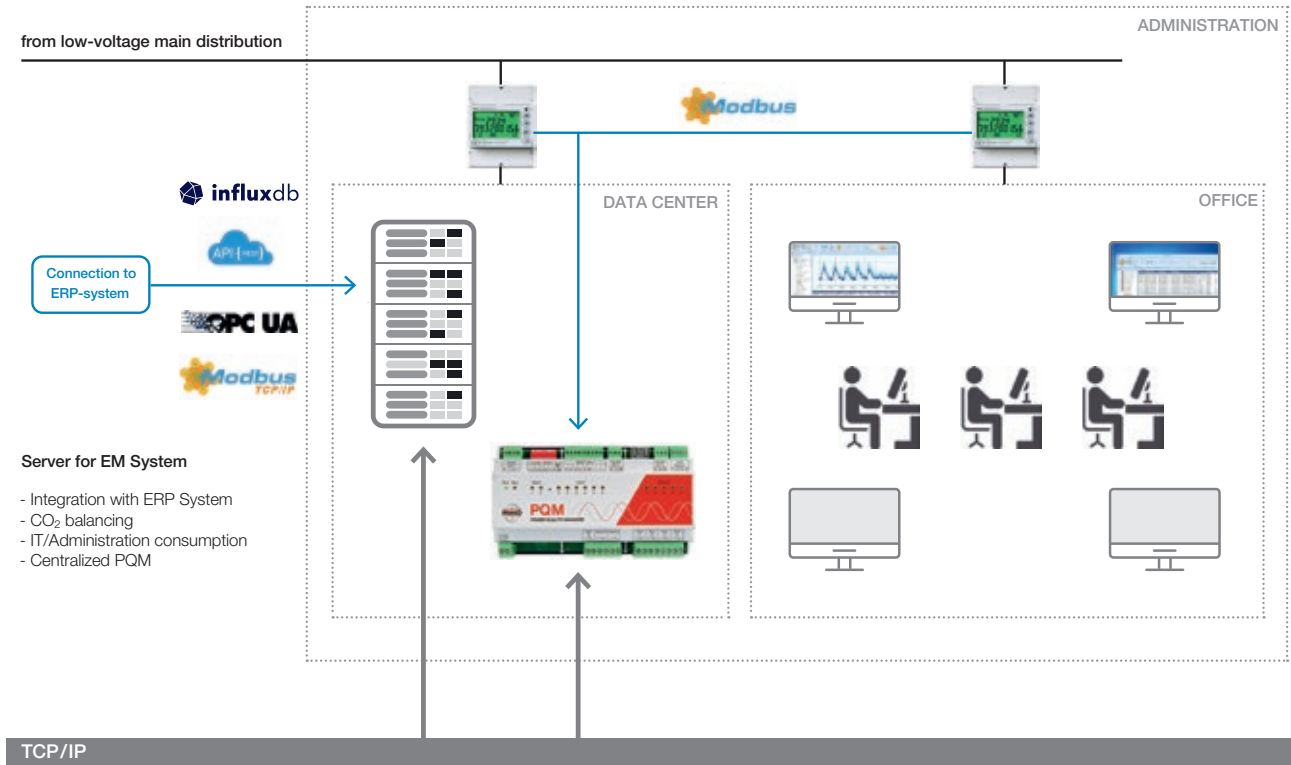 ADMINISTRATION
from low-voltage main distribution
Modbus
influxdb
DATA CENTER
OFFICE
API {REST}
Connection to
ERP-system
OPC UA
Modbus
TCP/IP
Server for EM System
- Integration with ERP System
- CO₂ balancing
- IT/Administration consumption
- Centralized PQM
PQM
TCP/IP